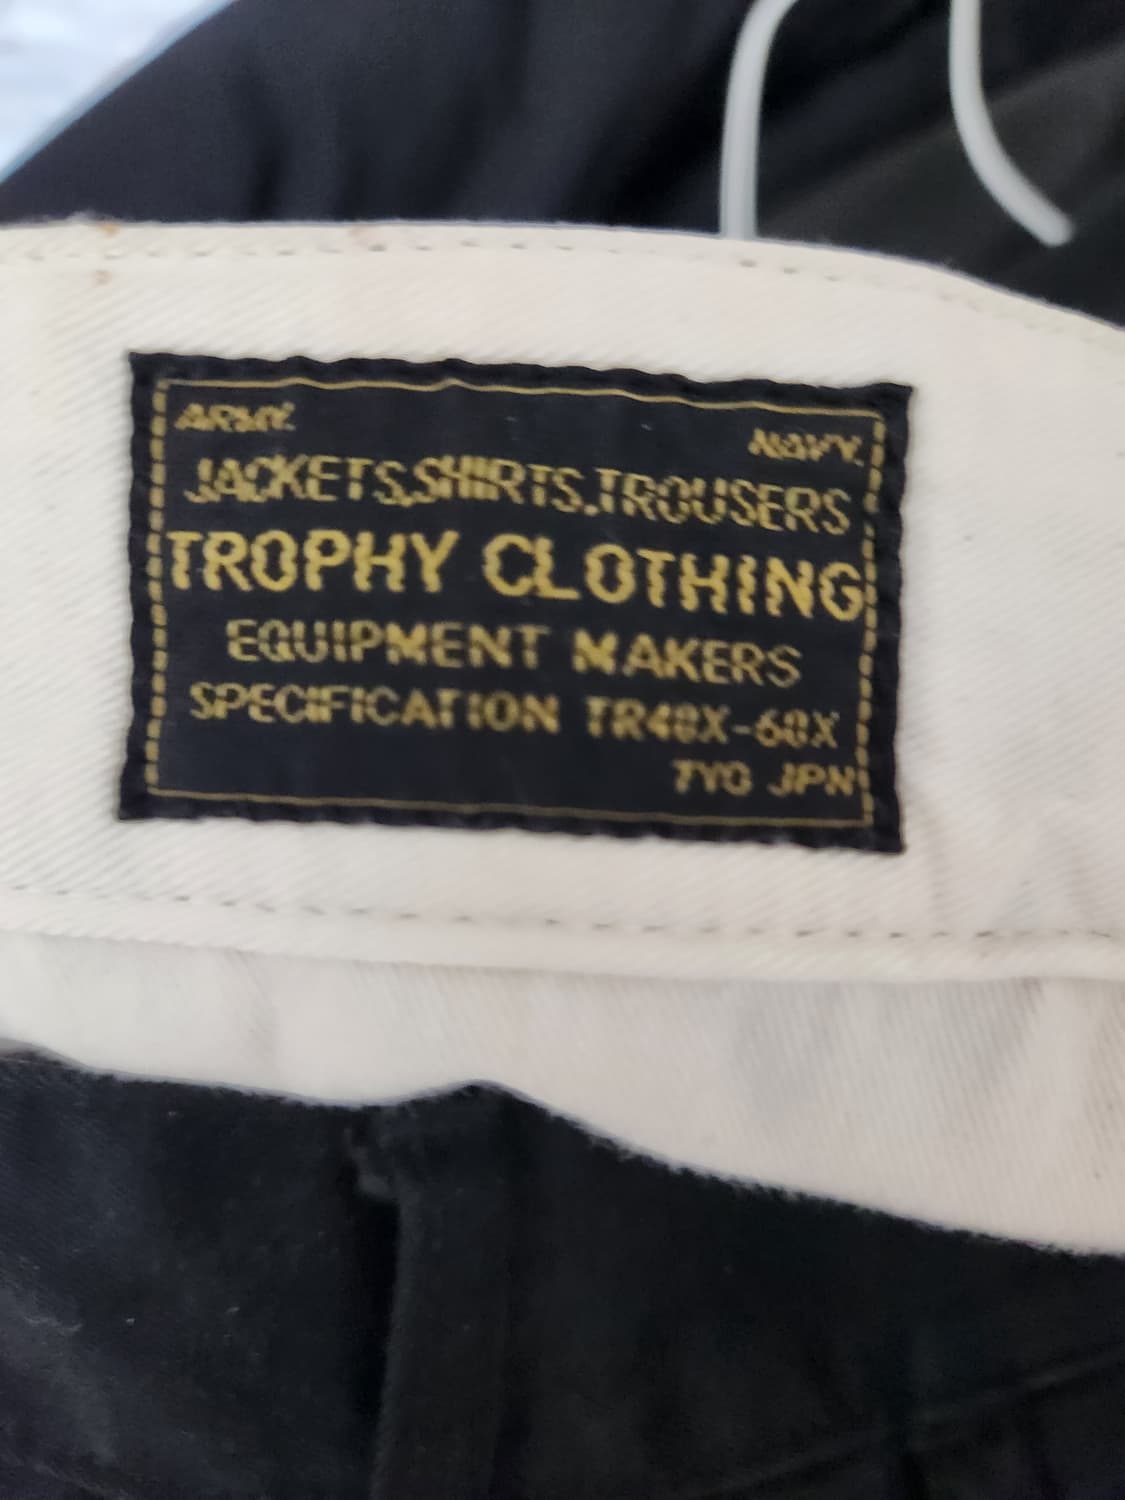 ARMY.
NAVY.
JACKETS,SHIRTS,TROUSERS
TROPHY CLOTHING
EQUIPMENT MAKERS
SPECIFICATION TR40X-60X
TYO JPN